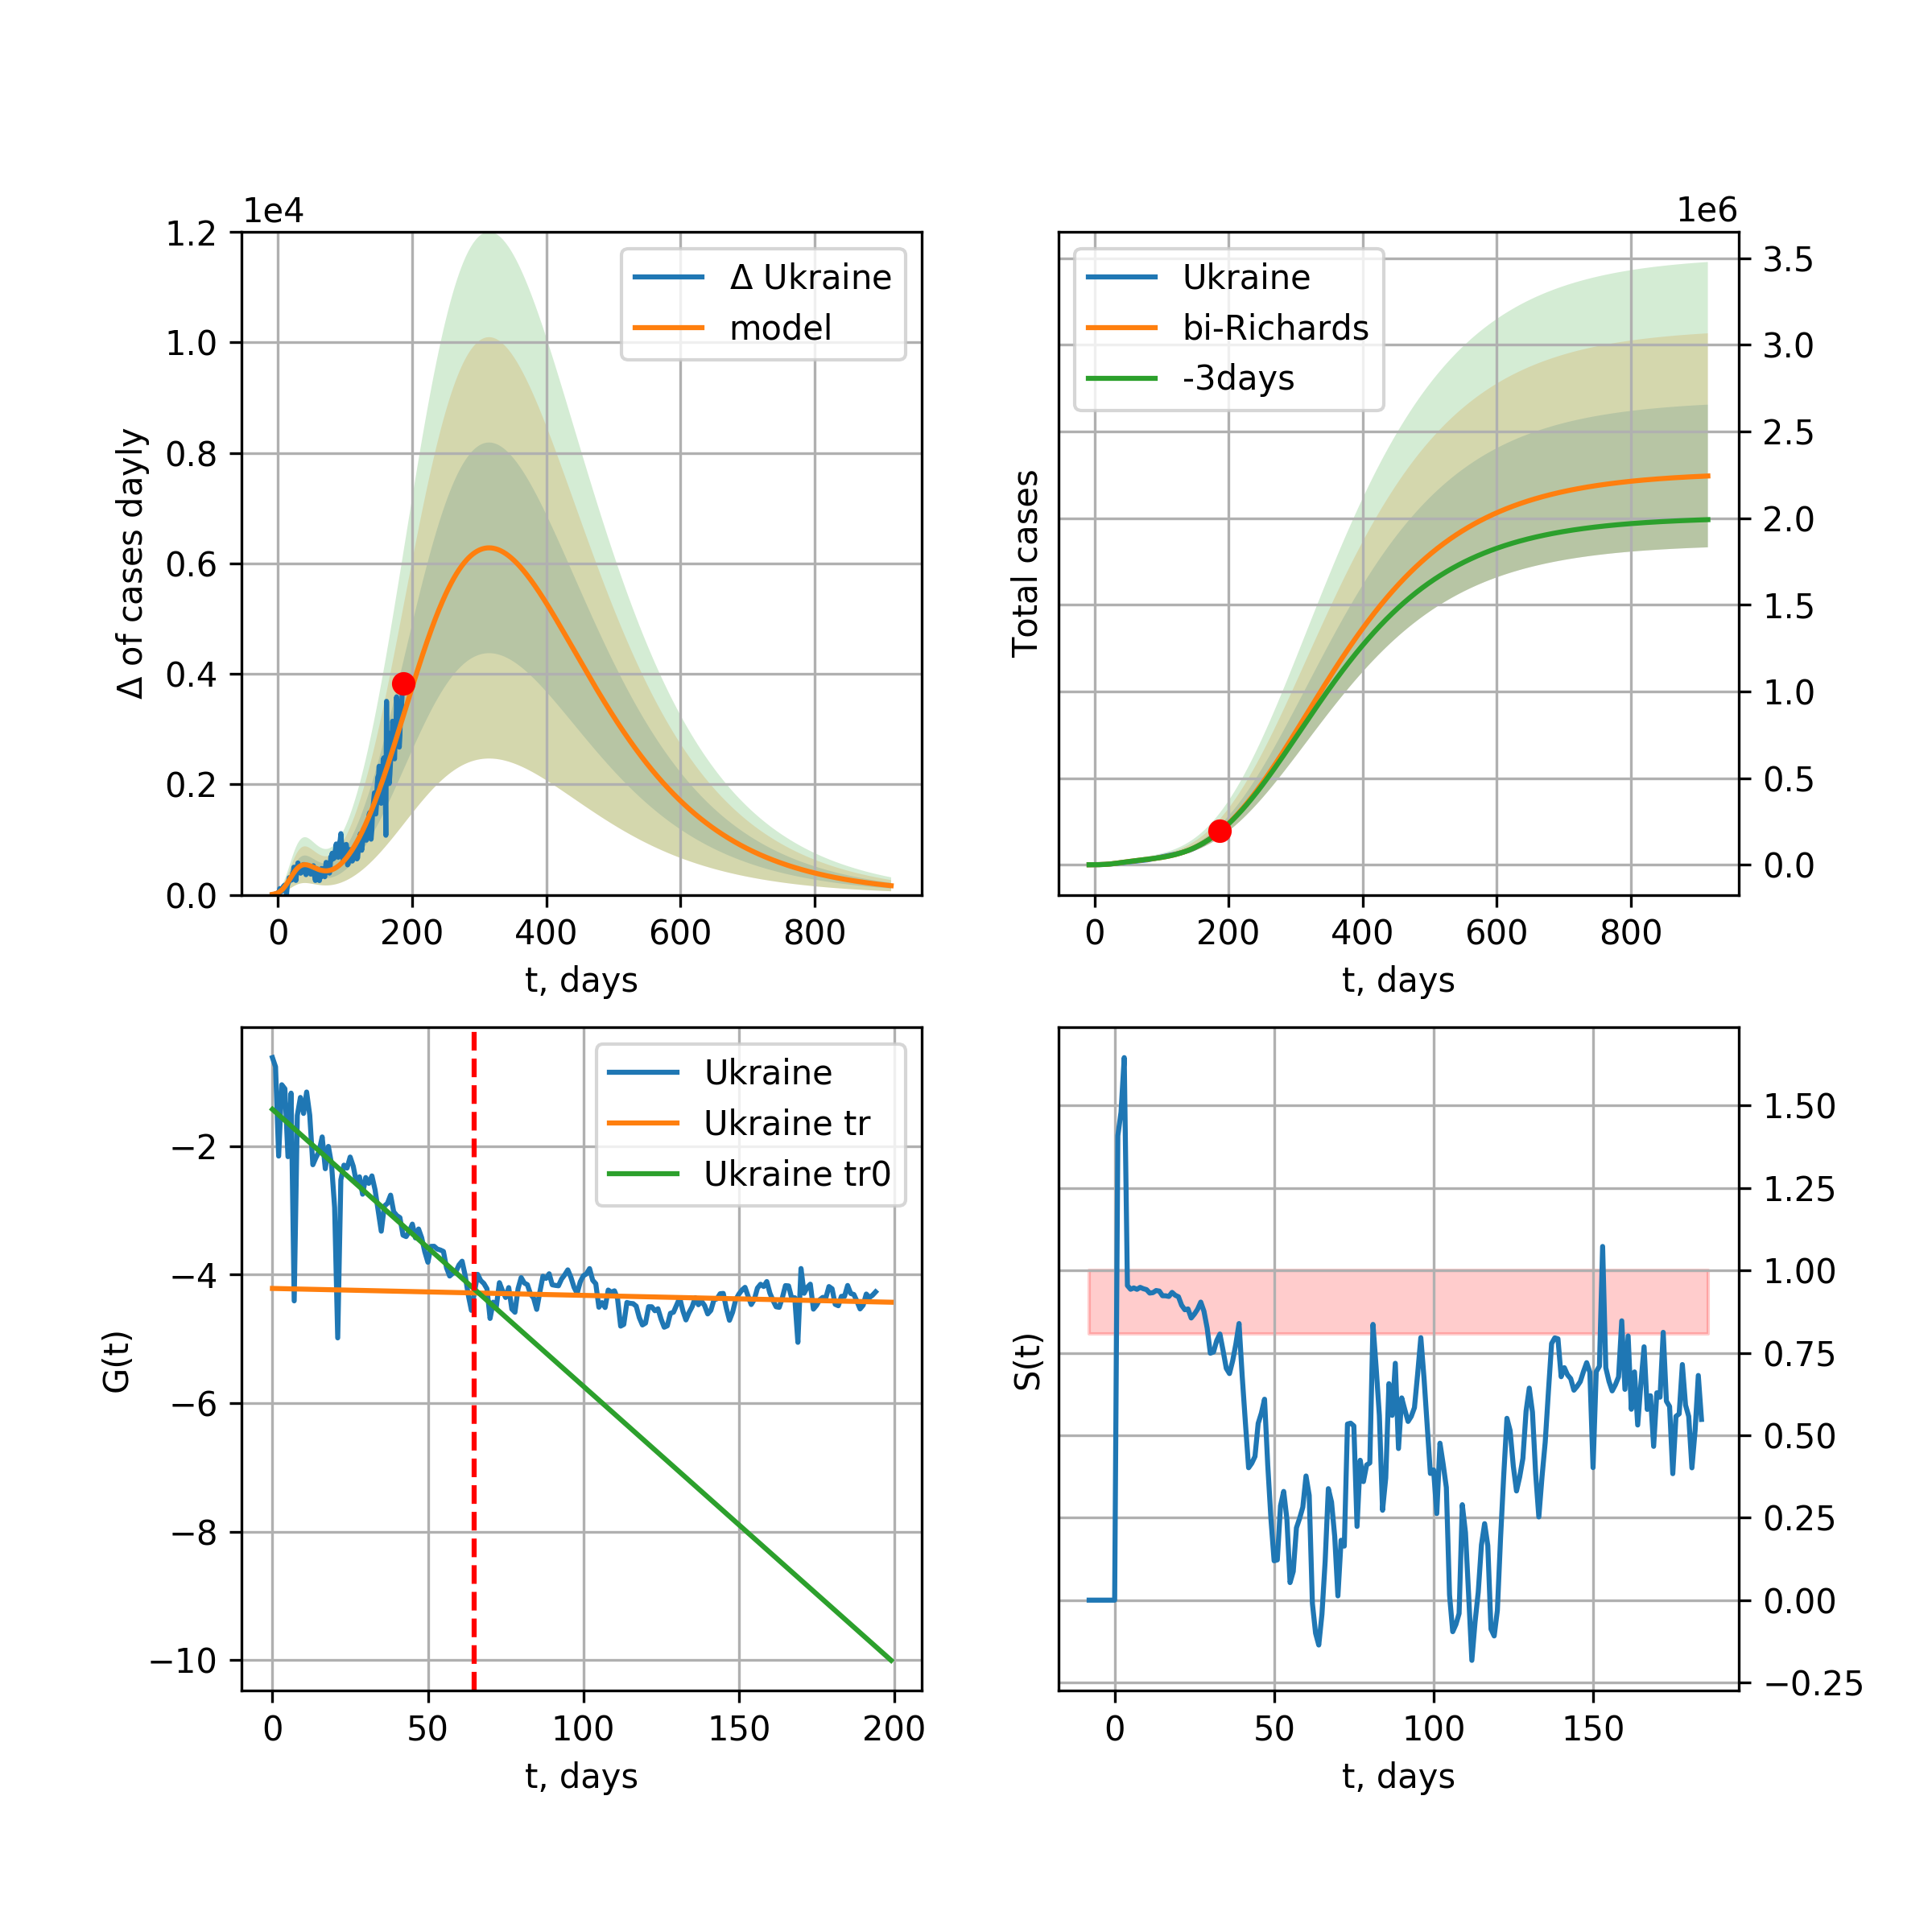 1e4
1.2
1.0
0.8
0.6
0.4
0.2
0.0
Δ of cases dayly
Δ Ukraine
model
0 200 400 600 800
t, days
1e6
3.5
3.0
2.5
2.0
1.5
1.0
0.5
0.0
Total cases
Ukraine
bi-Richards
-3days
0 200 400 600 800
t, days
−2
−4
−6
−8
−10
G(t)
Ukraine
Ukraine tr
Ukraine tr0
0 50 100 150 200
t, days
1.50
1.25
1.00
0.75
0.50
0.25
0.00
−0.25
S(t)
0 50 100 150
t, days